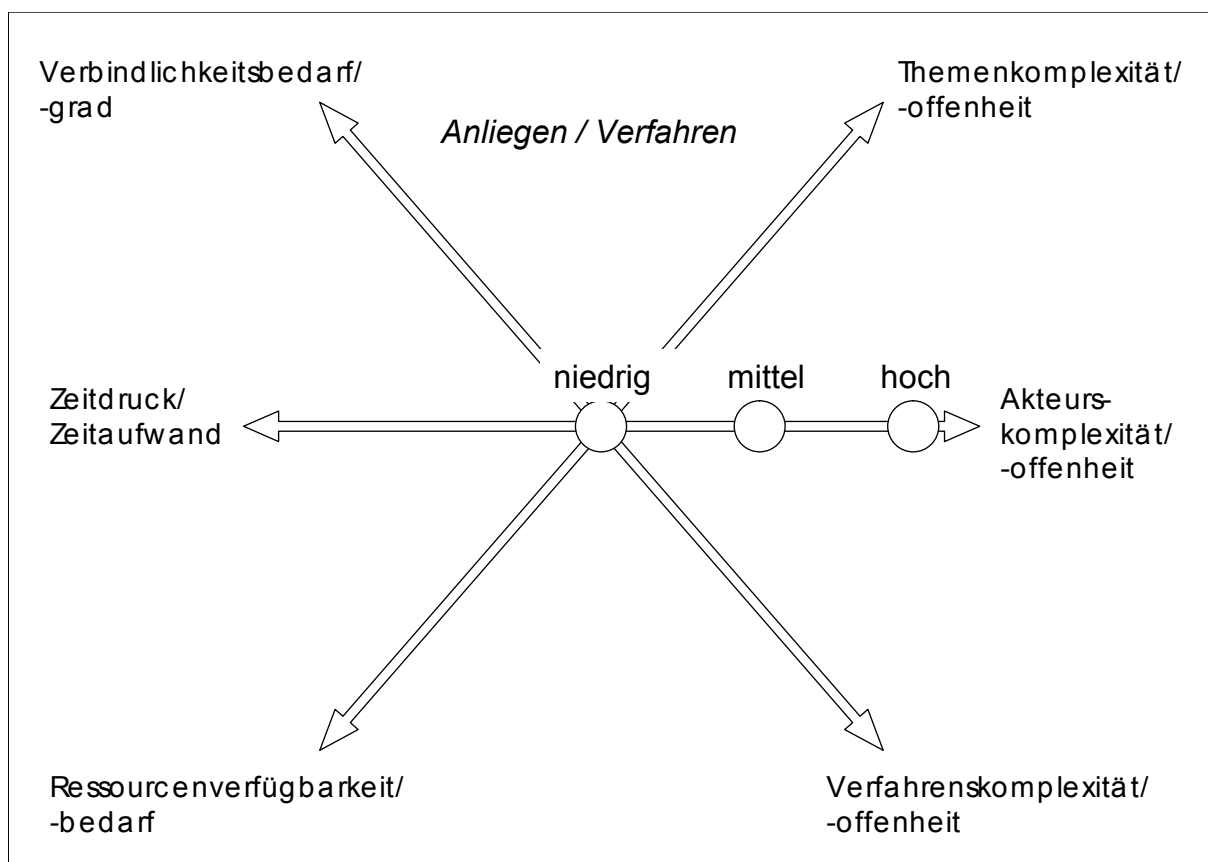 Verbindlichkeitsbedarf/
-grad
Themenkomplexität/
-offenheit
Anliegen / Verfahren
niedrig
mittel
hoch
Zeitdruck/
Zeitaufwand
Akteurs-
komplexität/
-offenheit
Ressourcenverfügbarkeit/
-bedarf
Verfahrenskomplexität/
-offenheit